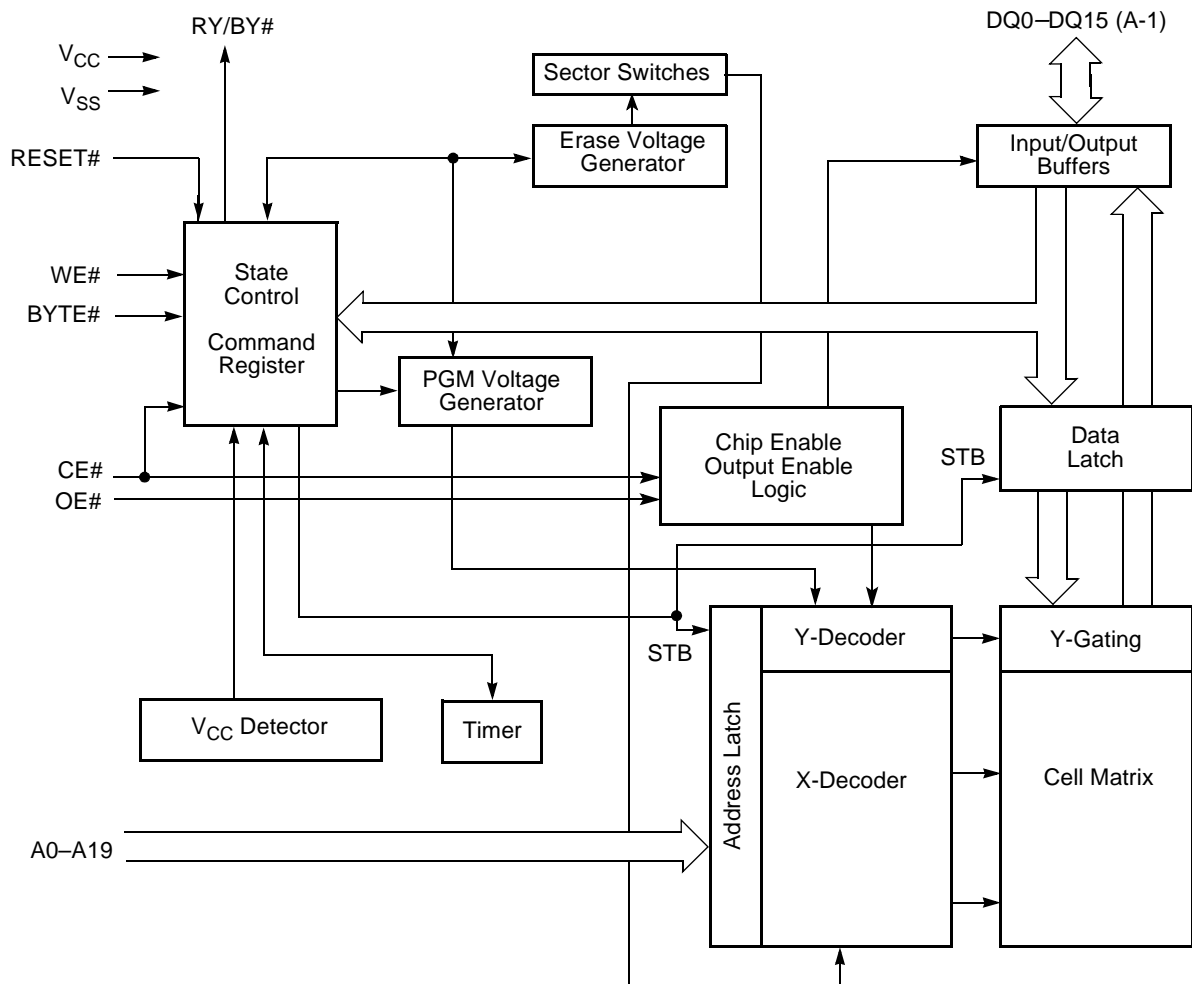 RY/BY#
DQ0–DQ15 (A-1)
VCC
VSS
Sector Switches
Erase Voltage
Generator
Input/Output
Buffers
RESET#
WE#
BYTE#
State
Control
Command
Register
PGM Voltage
Generator
Chip Enable
Output Enable
Logic
Data
Latch
STB
CE#
OE#
STB
Y-Decoder
Y-Gating
VCC Detector
Timer
Address Latch
X-Decoder
Cell Matrix
A0–A19